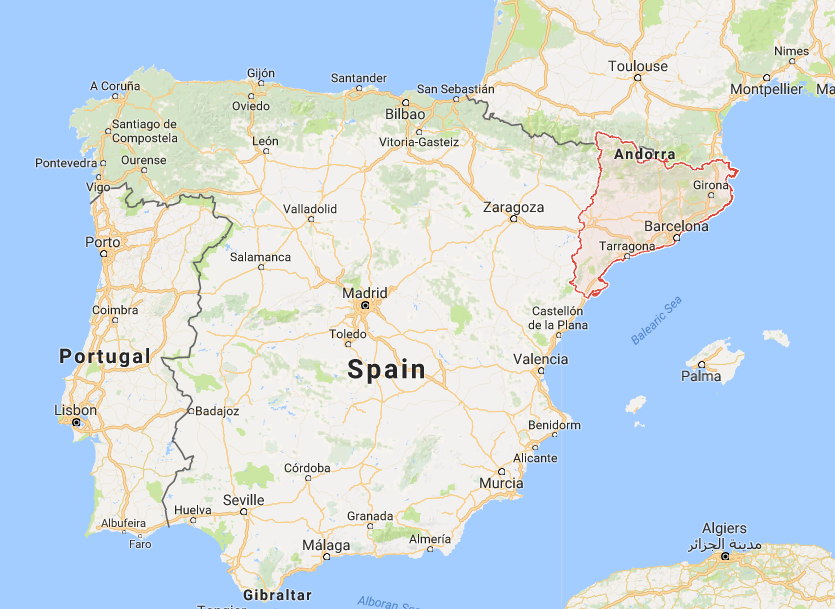 Nimes
Toulouse
Montpellier
Ma
Gijón
Santander
A Coruña
San Sebastián
Oviedo
Bilbao
Santiago de
Compostela
León
Vitoria-Gasteiz
Andorra
Pontevedra
Ourense
Vigo
Girona
Valladolid
Zaragoza
Barcelona
Porto
Tarragona
Salamanca
Madrid
Coimbra
Castellón
de la Plana
Balearic Sea
Toledo
Portugal
Spain
Valencia
Palma
Lisbon
Badajoz
Benidorm
Alicante
Córdoba
Murcia
Seville
Huelva
Granada
Albufeira
Faro
Almería
Málaga
Algiers
مدينة الجزائر
Gibraltar
Alboran Sea